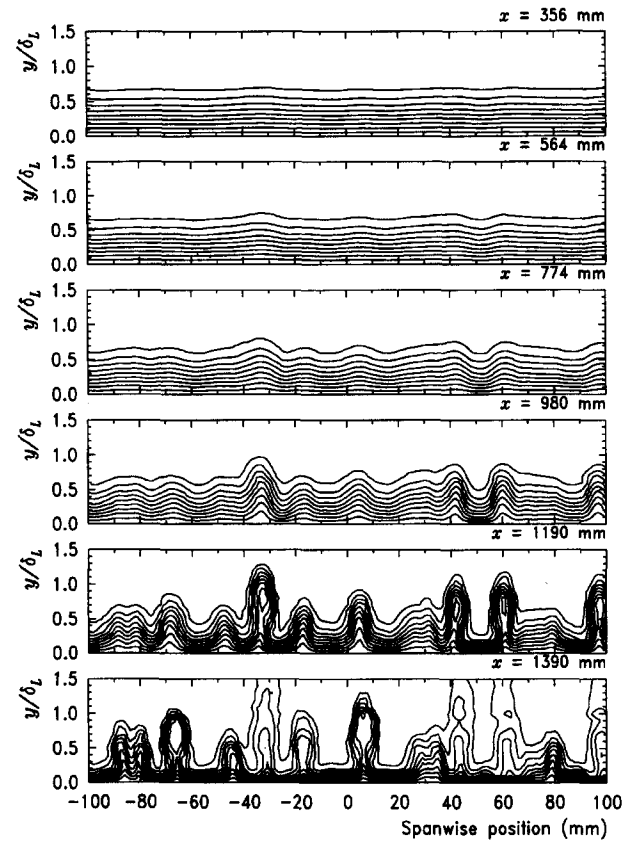 x = 356 mm
y/δL
1.5
1.0
0.5
0.0
x = 564 mm
y/δL
1.5
1.0
0.5
0.0
x = 774 mm
y/δL
1.5
1.0
0.5
0.0
x = 980 mm
y/δL
1.5
1.0
0.5
0.0
x = 1190 mm
y/δL
1.5
1.0
0.5
0.0
x = 1390 mm
y/δL
1.5
1.0
0.5
0.0
-100 -80 -60 -40 -20 0 20 40 60 80 100
Spanwise position (mm)